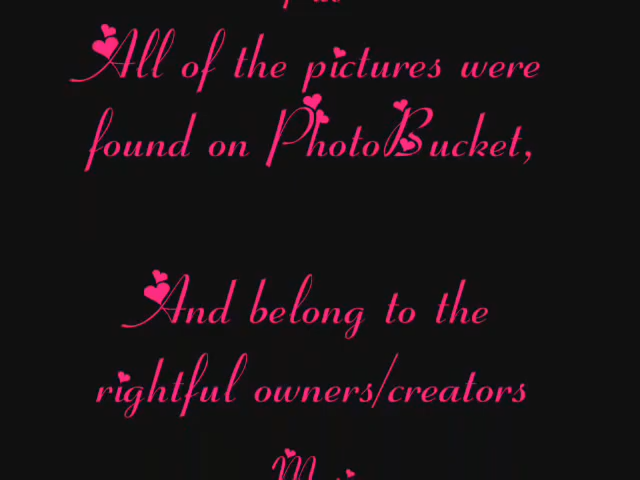 All of the pictures were
found on PhotoBucket,
And belong to the
rightful owners/creators